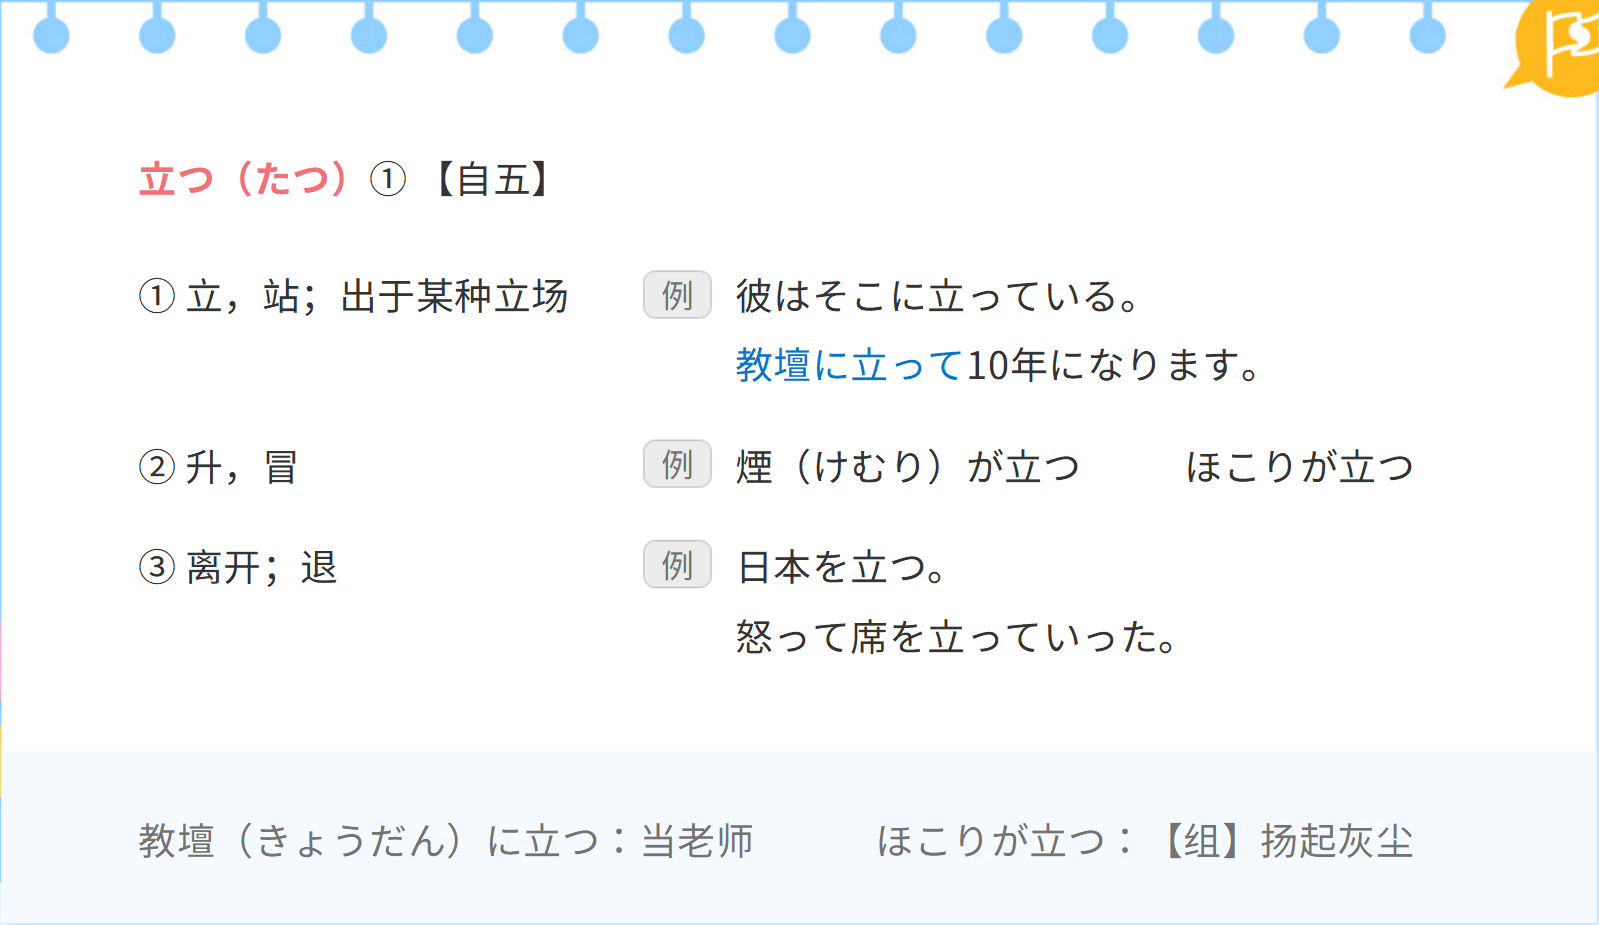 立つ（たつ）① 【自五】
① 立，站；出于某种立场 例 彼はそこに立っている。
教壇に立って10年になります。
② 升，冒 例 煙（けむり）が立つ ほこりが立つ
③ 离开；退 例 日本を立つ。
怒って席を立っていった。
教壇（きょうだん）に立つ：当老师 ほこりが立つ：【组】扬起灰尘